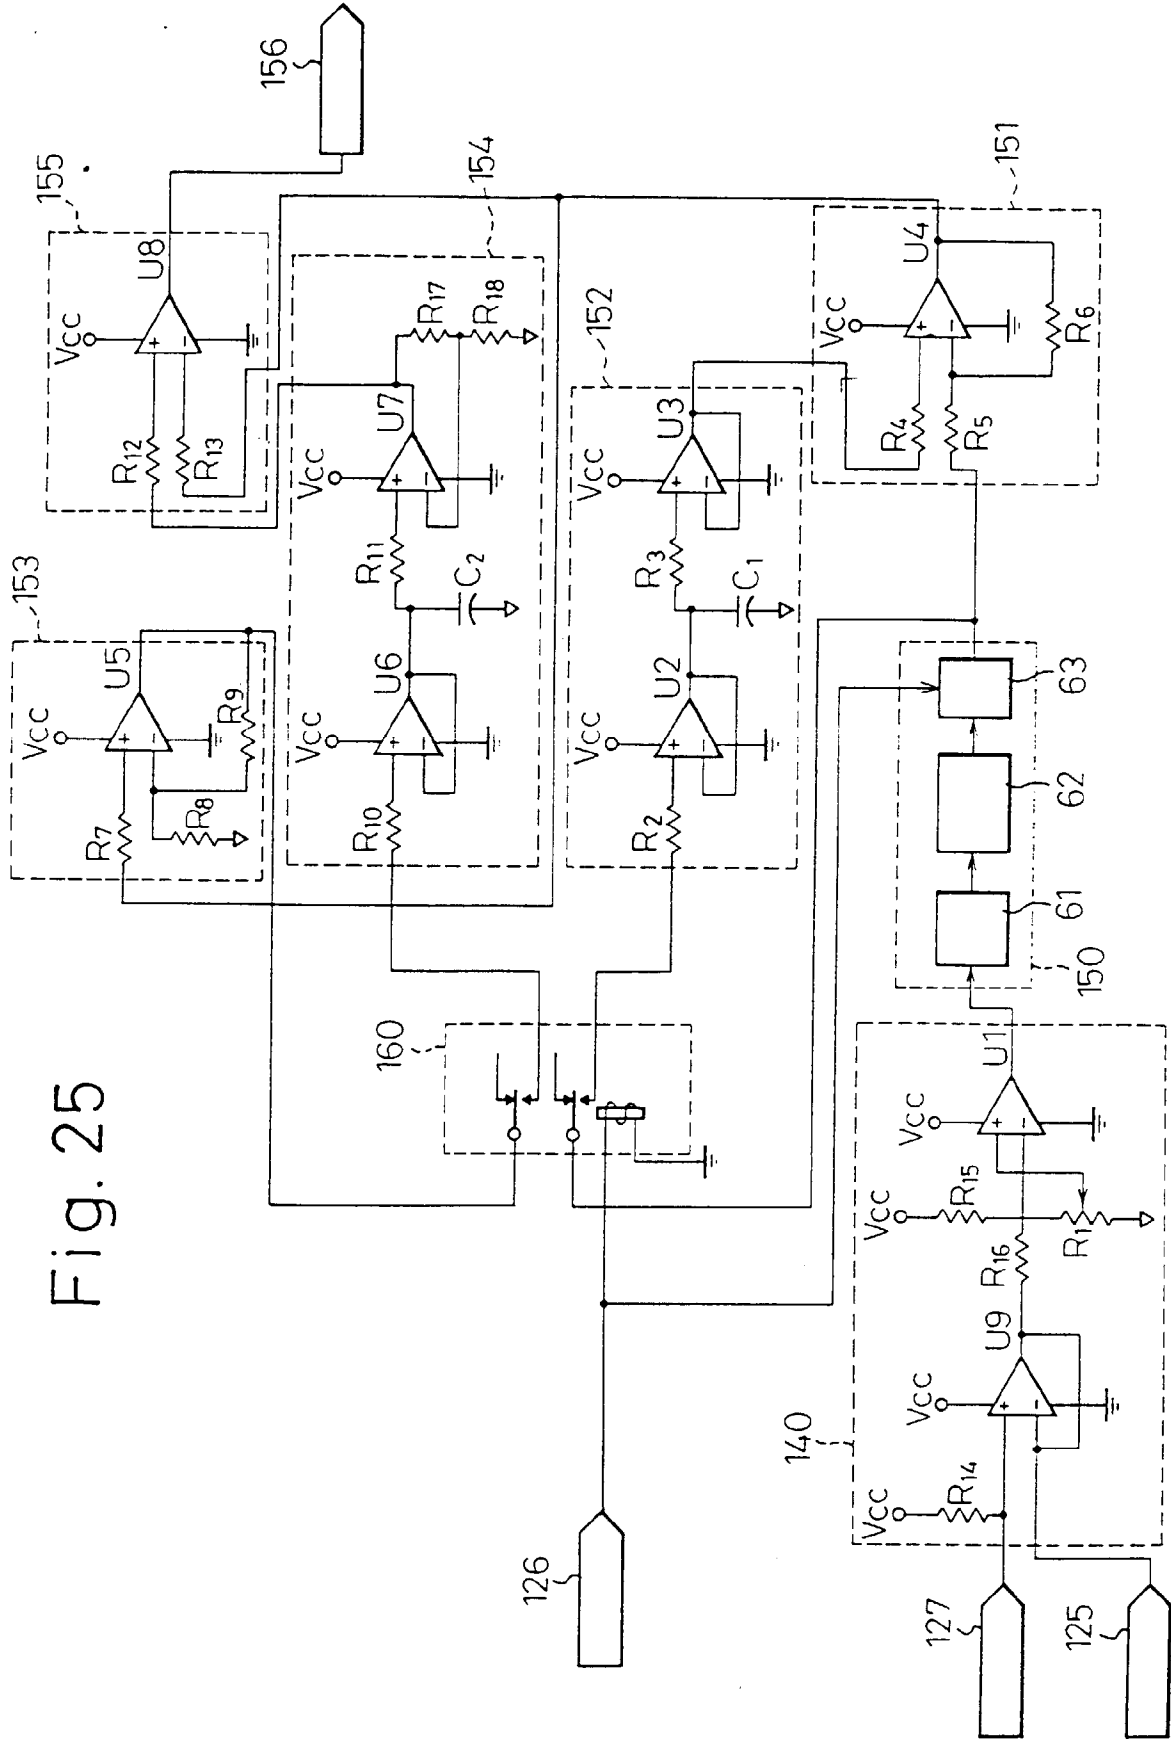 Fig. 25
153
VCC
U5
R7
R8
R9
155
VCC
U8
R12
R13
156
154
VCC
U6
R10
C2
R11
VCC
U7
R17
R18
160
152
VCC
U2
R2
C1
R3
VCC
U3
151
VCC
U4
R4
R5
R6
126
140
VCC
R14
VCC
U9
R16
VCC
R15
R1
VCC
U1
150
61
62
63
127
125